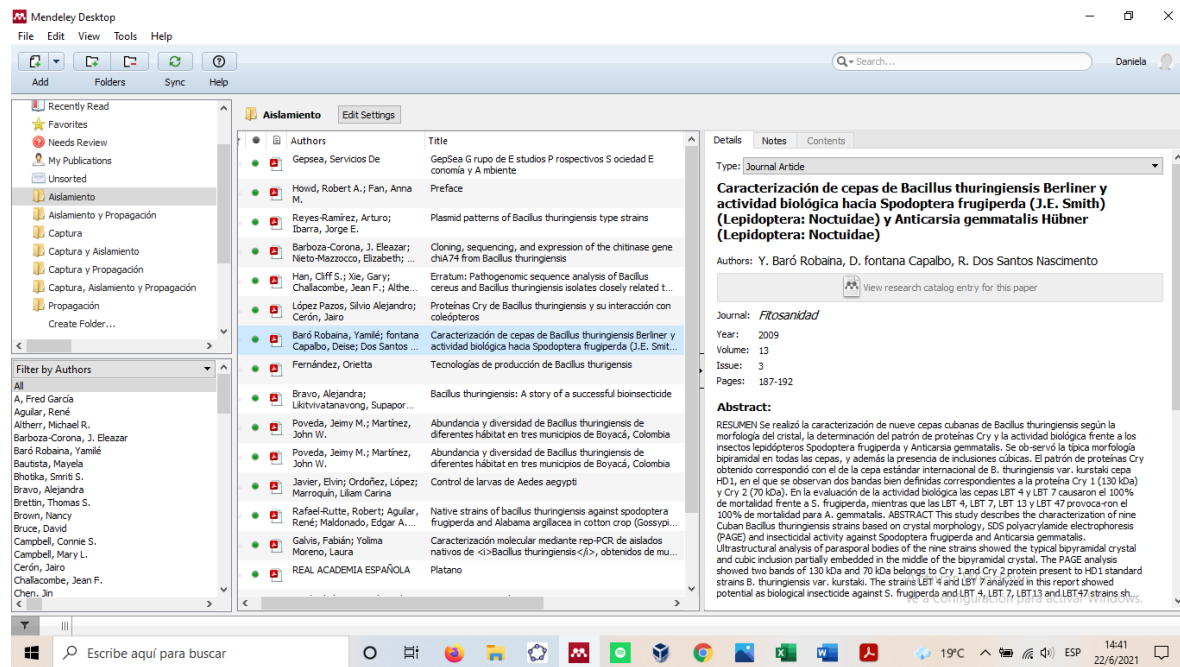 Mendeley Desktop
File Edit View Tools Help
Search...
Daniela
Add Folders Sync Help
Recently Read
Favorites
Needs Review
My Publications
Unsorted
Aislamiento
Aislamiento y Propagación
Captura
Captura y Aislamiento
Captura y Propagación
Captura, Aislamiento y Propagación
Propagación
Create Folder...
Filter by Authors
All
A, Fred García
Aguilar, René
Altherr, Michael R.
Barboza-Corona, J. Eleazar
Baró Robaina, Yamilé
Bautista, Mayela
Bhotika, Smriti S.
Bravo, Alejandra
Brettin, Thomas S.
Brown, Nancy
Bruce, David
Campbell, Connie S.
Campbell, Mary L.
Cerón, Jairo
Challacombe, Jean F.
Chen, Jin
Aislamiento Edit Settings
Authors Title
Gepsea, Servicios De
GepSea G rupo de E studios P rospectivos S ociedad E
conomía y A mbiente
Howd, Robert A.; Fan, Anna
M.
Preface
Reyes-Ramírez, Arturo;
Ibarra, Jorge E.
Plasmid patterns of Bacillus thuringiensis type strains
Barboza-Corona, J. Eleazar;
Nieto-Mazzocco, Elizabeth; ...
Cloning, sequencing, and expression of the chitinase gene
chiA74 from Bacillus thuringiensis
Han, Cliff S.; Xie, Gary;
Challacombe, Jean F.; Althe...
Erratum: Pathogenomic sequence analysis of Bacillus
cereus and Bacillus thuringiensis isolates closely related t...
López Pazos, Silvio Alejandro;
Cerón, Jairo
Proteínas Cry de Bacillus thuringiensis y su interacción con
coleópteros
Baró Robaina, Yamilé; fontana
Capalbo, Deise; Dos Santos ...
Caracterización de cepas de Bacillus thuringiensis Berliner y
actividad biológica hacia Spodoptera frugiperda (J.E. Smit...
Fernández, Orietta
Tecnologías de producción de Bacillus thurigensis
Bravo, Alejandra;
Likitvivatanavong, Supapor...
Bacillus thuringiensis: A story of a successful bioinsecticide
Poveda, Jeimy M.; Martínez,
John W.
Abundancia y diversidad de Bacillus thuringiensis de
diferentes hábitat en tres municipios de Boyacá, Colombia
Poveda, Jeimy M.; Martínez,
John W.
Abundancia y diversidad de Bacillus thuringiensis de
diferentes hábitat en tres municipios de Boyacá, Colombia
Javier, Elvin; Ordoñez, López;
Marroquín, Liliam Carina
Control de larvas de Aedes aegypti
Rafael-Rutte, Robert; Aguilar,
René; Maldonado, Edgar A....
Native strains of bacillus thuringiensis against spodoptera
frugiperda and Alabama argillacea in cotton crop (Gossypi...
Galvis, Fabián; Yolima
Moreno, Laura
Caracterización molecular mediante rep-PCR de aislados
nativos de <i>Bacillus thuringiensis</i>, obtenidos de mu...
REAL ACADEMIA ESPAÑOLA
Platano
Details Notes Contents
Type: Journal Article
Caracterización de cepas de Bacillus thuringiensis Berliner y
actividad biológica hacia Spodoptera frugiperda (J.E. Smith)
(Lepidoptera: Noctuidae) y Anticarsia gemmatalis Hübner
(Lepidoptera: Noctuidae)
Authors: Y. Baró Robaina, D. fontana Capalbo, R. Dos Santos Nascimento
View research catalog entry for this paper
Journal: Fitosanidad
Year: 2009
Volume: 13
Issue: 3
Pages: 187-192
Abstract:
RESUMEN Se realizó la caracterización de nueve cepas cubanas de Bacillus thuringiensis según la
morfología del cristal, la determinación del patrón de proteínas Cry y la actividad biológica frente a los
insectos lepidópteros Spodoptera frugiperda y Anticarsia gemmatalis. Se ob-servó la típica morfología
bipiramidal en todas las cepas, y además la presencia de inclusiones cúbicas. El patrón de proteínas Cry
obtenido correspondió con el de la cepa estándar internacional de B. thuringiensis var. kurstaki cepa
HD1, en el que se observan dos bandas bien definidas correspondientes a la proteína Cry 1 (130 kDa)
y Cry 2 (70 kDa). En la evaluación de la actividad biológica las cepas LBT 4 y LBT 7 causaron el 100%
de mortalidad frente a S. frugiperda, mientras que las LBT 4, LBT 7, LBT 13 y LBT 47 provoca-ron el
100% de mortalidad para A. gemmatalis. ABSTRACT This study describes the characterization of nine
Cuban Bacillus thuringiensis strains based on crystal morphology, SDS polyacrylamide electrophoresis
(PAGE) and insecticidal activity against Spodoptera frugiperda and Anticarsia gemmatalis.
Ultrastructural analysis of parasporal bodies of the nine strains showed the typical bipyramidal crystal
and cubic inclusion partially embedded in the middle of the bipyramidal crystal. The PAGE analysis
showed two bands of 130 kDa and 70 kDa belongs to Cry 1 and Cry 2 protein present to HD1 standard
strains B. thuringiensis var. kurstaki. The strains LBT 4 and LBT 7 analyzed in this report showed
potential as biological insecticide against S. frugiperda and LBT 4, LBT 7, LBT13 and LBT47 strains sh...
Activar Windows
Ve a Configuración para activar Windows.
Escribe aquí para buscar
19°C
ESP
14:41
22/6/2021